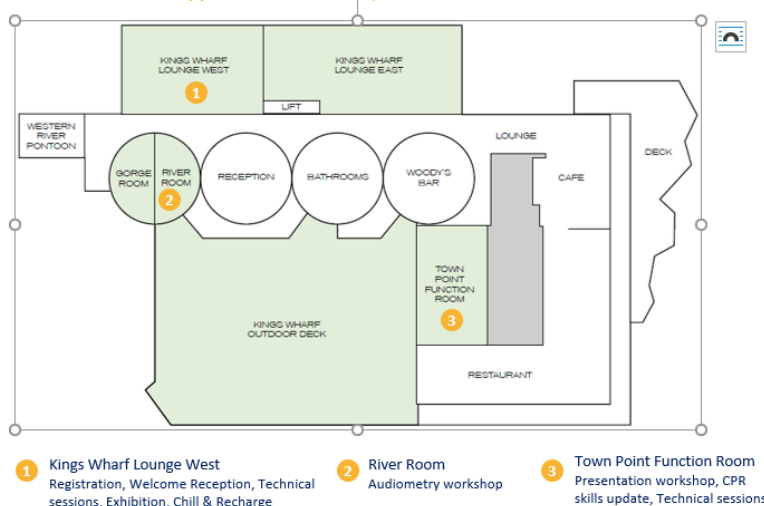 KINGS WHARF
LOUNGE WEST
1
KINGS WHARF
LOUNGE EAST
LIFT
WESTERN
RIVER
PONTOON
LOUNGE
DECK
GORGE
ROOM
RIVER
ROOM
2
RECEPTION
BATHROOMS
WOODY'S
BAR
CAFE
TOWN
POINT
FUNCTION
ROOM
3
KINGS WHARF
OUTDOOR DECK
RESTAURANT
1 Kings Wharf Lounge West
Registration, Welcome Reception, Technical
sessions, Exhibition, Chill & Recharge
2 River Room
Audiometry workshop
3 Town Point Function Room
Presentation workshop, CPR
skills update, Technical sessions